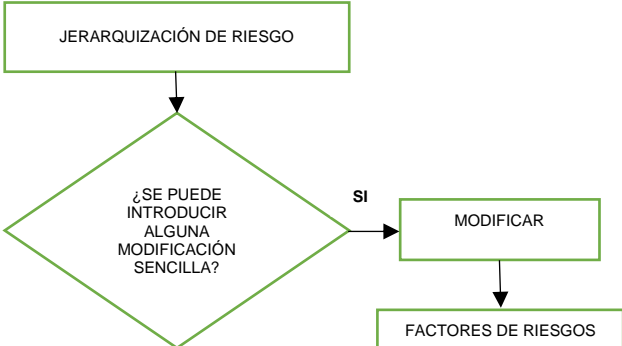 JERARQUIZACIÓN DE RIESGO
¿SE PUEDE
INTRODUCIR
ALGUNA
MODIFICACIÓN
SENCILLA?
SI
MODIFICAR
FACTORES DE RIESGOS